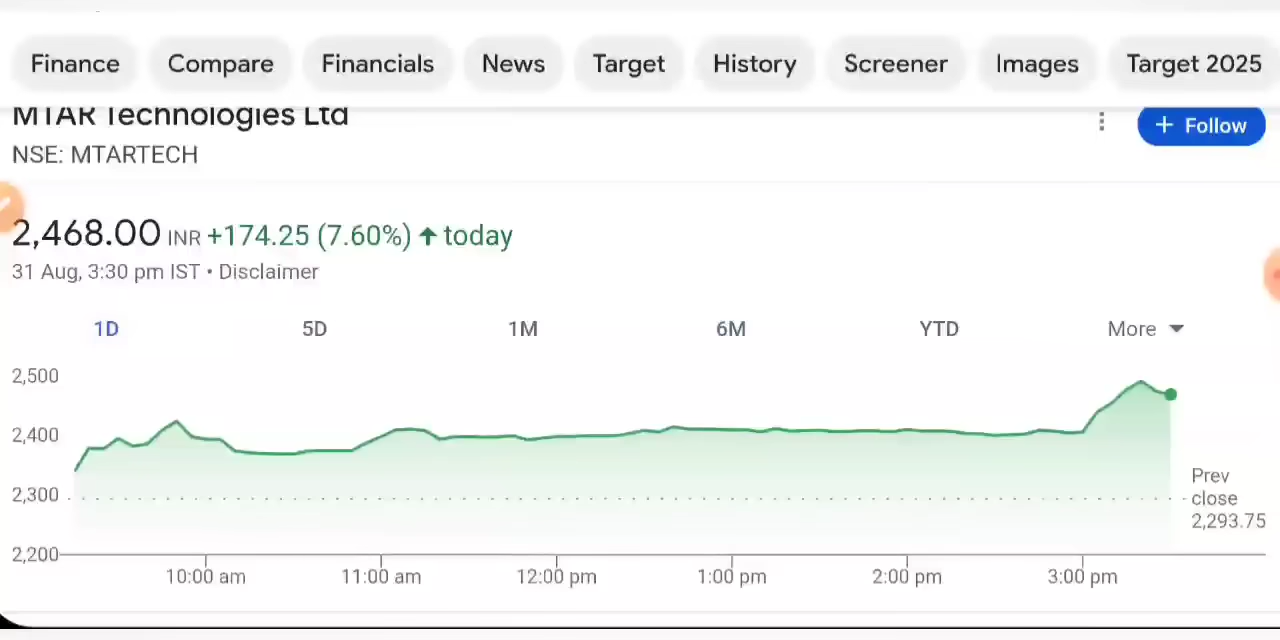 Finance Compare Financials News Target History Screener Images Target 2025
MTAR Technologies Ltd
+ Follow
NSE: MTARTECH
2,468.00 INR +174.25 (7.60%) ↑ today
31 Aug, 3:30 pm IST • Disclaimer
1D 5D 1M 6M YTD More
2,500
2,400
2,300
2,200
Prev
close
2,293.75
10:00 am 11:00 am 12:00 pm 1:00 pm 2:00 pm 3:00 pm